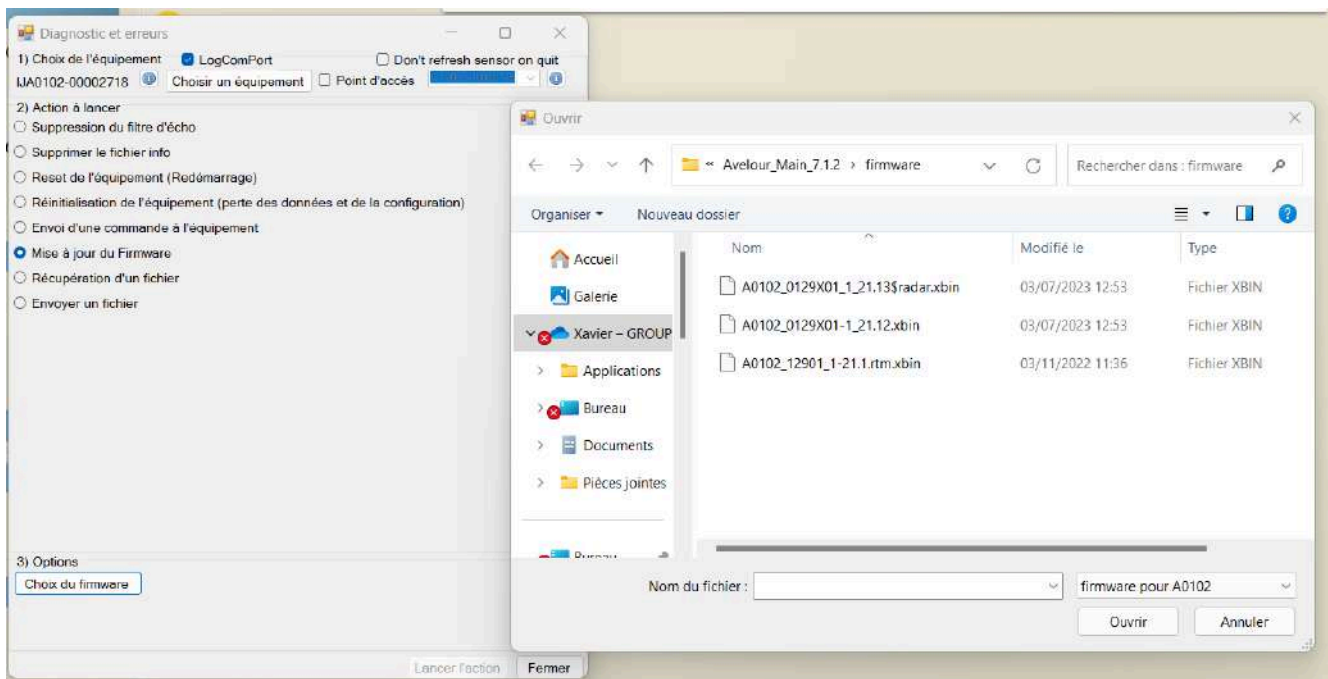 Diagnostic et erreurs
1) Choix de l'équipement LogComPort Don't refresh sensor on quit
IJA0102-00002718 Choisir un équipement Point d'accès
2) Action à lancer
Suppression du filtre d'écho
Supprimer le fichier info
Reset de l'équipement (Redémarrage)
Réinitialisation de l'équipement (perte des données et de la configuration)
Envoi d'une commande à l'équipement
Mise à jour du Firmware
Récupération d'un fichier
Envoyer un fichier
3) Options
Choix du firmware
Lancer l'action Fermer
Ouvrir
« Avelour_Main_7.1.2 > firmware Rechercher dans : firmware
Organiser Nouveau dossier
Nom Modifié le Type
Accueil
Galerie
Xavier – GROUP
Applications
Bureau
Documents
Pièces jointes
Bureau
A0102_0129X01_1_21.13$radar.xbin 03/07/2023 12:53 Fichier XBIN
A0102_0129X01-1_21.12.xbin 03/07/2023 12:53 Fichier XBIN
A0102_12901_1-21.1.rtm.xbin 03/11/2022 11:36 Fichier XBIN
Nom du fichier : firmware pour A0102
Ouvrir Annuler